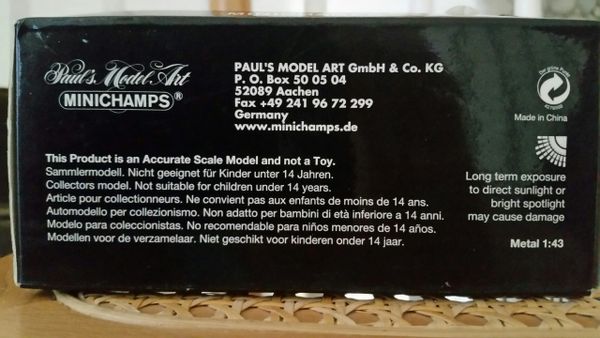 Paul's Model Art
MINICHAMPS®
PAUL'S MODEL ART GmbH & Co. KG
P. O. Box 50 05 04
52089 Aachen
Fax +49 241 96 72 299
Germany
www.minichamps.de
Der Grüne Punkt
Made in China
This Product is an Accurate Scale Model and not a Toy.
Sammlermodell. Nicht geeignet für Kinder unter 14 Jahren.
Collectors model. Not suitable for children under 14 years.
Article pour collectionneurs. Ne convient pas aux enfants de moins de 14 ans.
Automodello per collezionismo. Non adatto per bambini di età inferiore a 14 anni.
Modelo para coleccionistas. No recomendable para niños menores de 14 años.
Modellen voor de verzamelaar. Niet geschikt voor kinderen onder 14 jaar.
Long term exposure
to direct sunlight or
bright spotlight
may cause damage
Metal 1:43